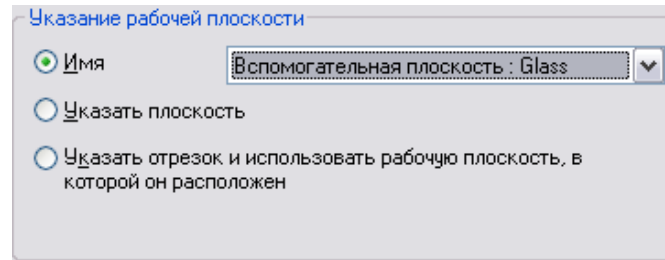 Указание рабочей плоскости
Имя
Вспомогательная плоскость : Glass
Указать плоскость
Указать отрезок и использовать рабочую плоскость, в
которой он расположен